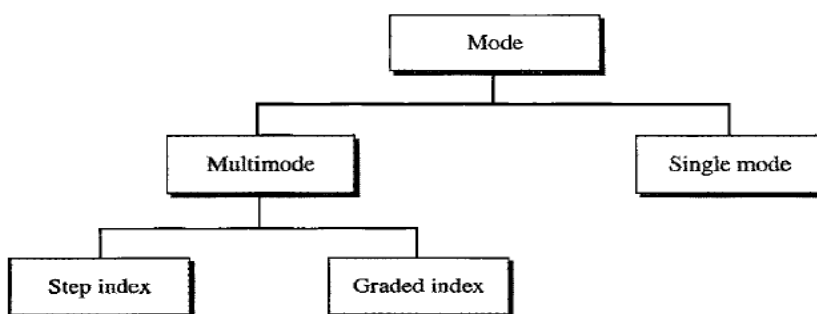 Mode
Multimode
Single mode
Step index
Graded index